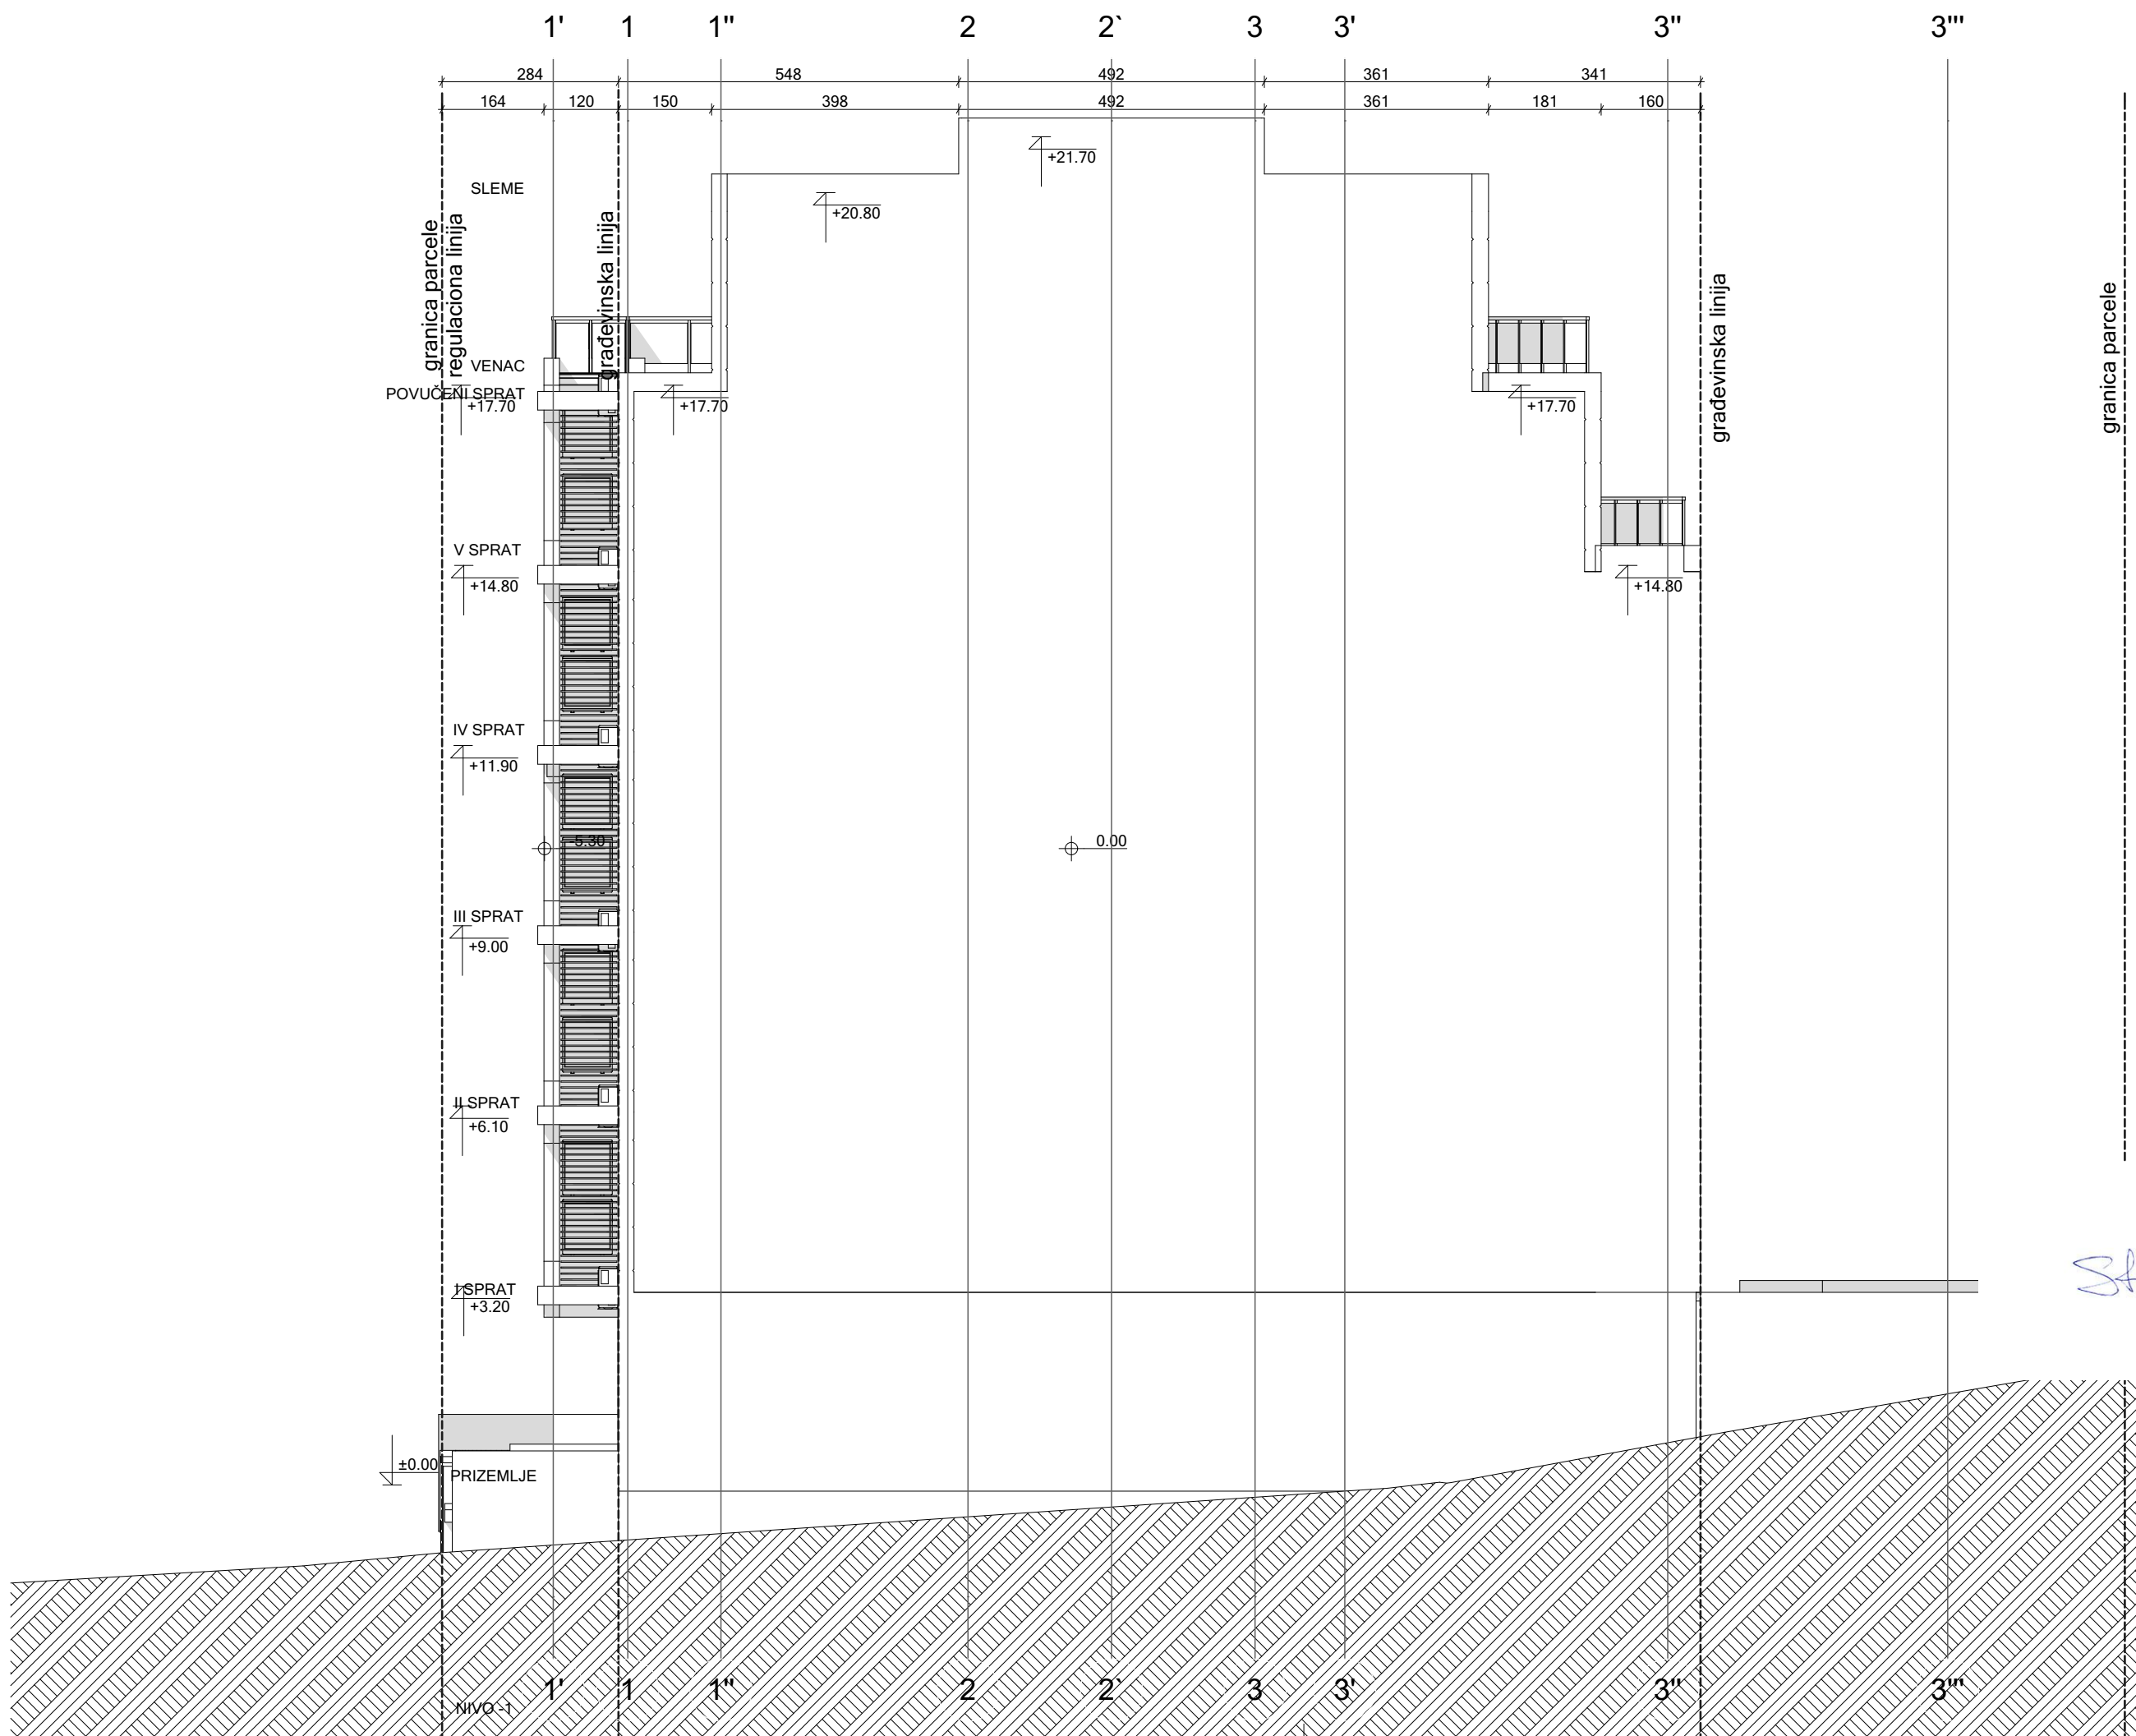 1' 1 1" 2 2` 3 3' 3" 3'"
284 548 492 361 341
164 120 150 398 492 361 181 160
+21.70
SLEME
+20.80
granica parcele
regulaciona linija
građevinska linija
građevinska linija
granica parcele
VENAC
POVUČENI SPRAT
+17.70 +17.70 +17.70
V SPRAT
+14.80 +14.80
IV SPRAT
+11.90
-5.30 0.00
III SPRAT
+9.00
II SPRAT
+6.10
I SPRAT
+3.20
±0.00
PRIZEMLJE
1' 1 1" 2 2` 3 3' 3" 3'"
NIVO -1